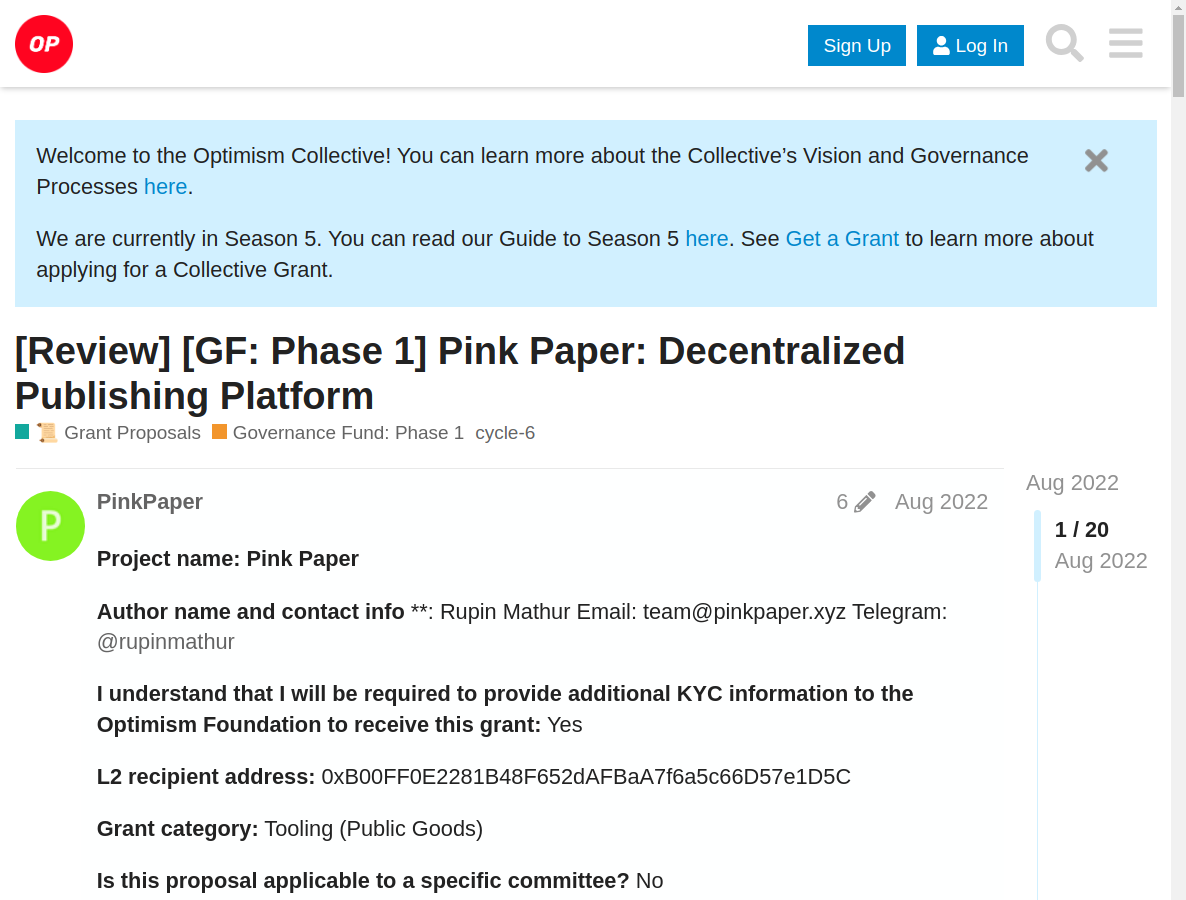 OP
Sign Up
Log In
Welcome to the Optimism Collective! You can learn more about the Collective’s Vision and Governance
Processes here.
We are currently in Season 5. You can read our Guide to Season 5 here. See Get a Grant to learn more about
applying for a Collective Grant.
[Review] [GF: Phase 1] Pink Paper: Decentralized
Publishing Platform
Grant Proposals Governance Fund: Phase 1 cycle-6
Aug 2022
P
PinkPaper
6
Aug 2022
1 / 20
Aug 2022
Project name: Pink Paper
Author name and contact info **: Rupin Mathur Email: team@pinkpaper.xyz Telegram:
@rupinmathur
I understand that I will be required to provide additional KYC information to the
Optimism Foundation to receive this grant: Yes
L2 recipient address: 0xB00FF0E2281B48F652dAFBaA7f6a5c66D57e1D5C
Grant category: Tooling (Public Goods)
Is this proposal applicable to a specific committee? No